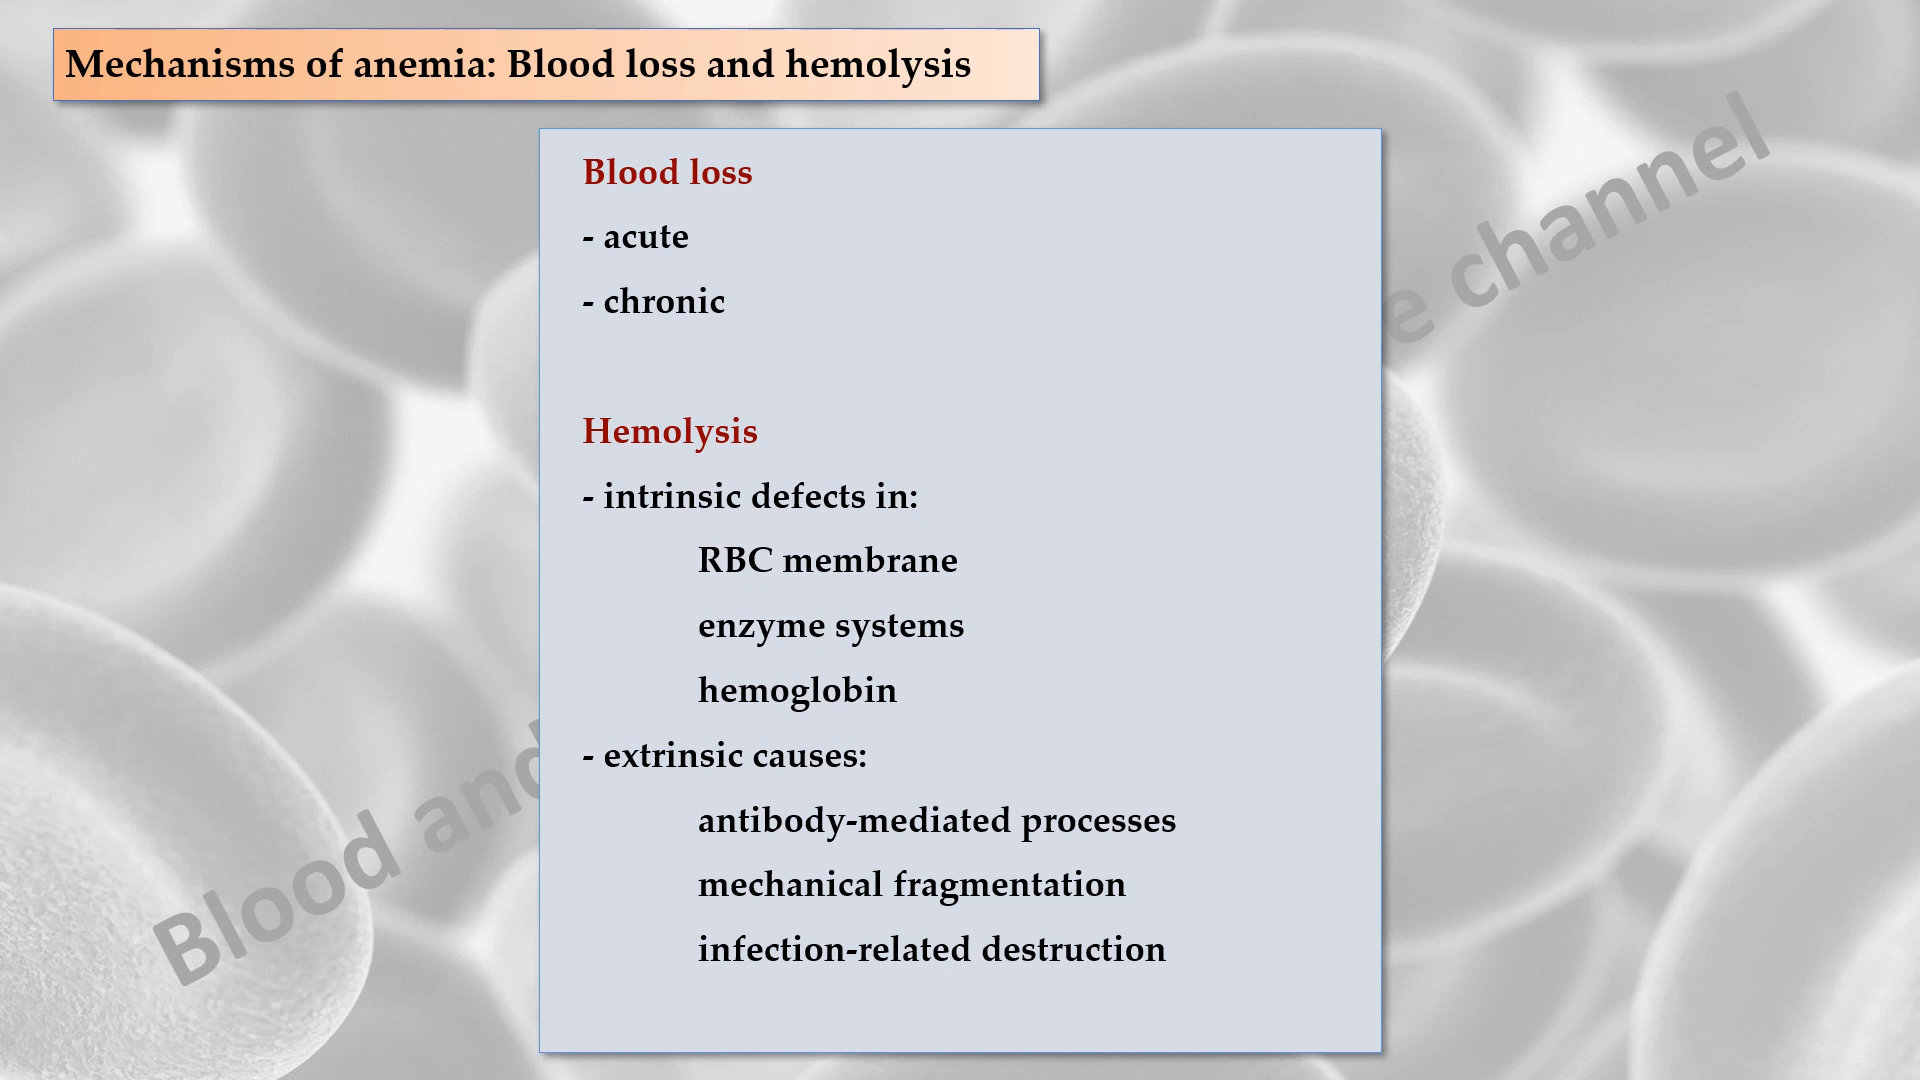 Mechanisms of anemia: Blood loss and hemolysis
Blood loss
- acute
- chronic
Hemolysis
- intrinsic defects in:
RBC membrane
enzyme systems
hemoglobin
- extrinsic causes:
antibody-mediated processes
mechanical fragmentation
infection-related destruction
Blood and
channel